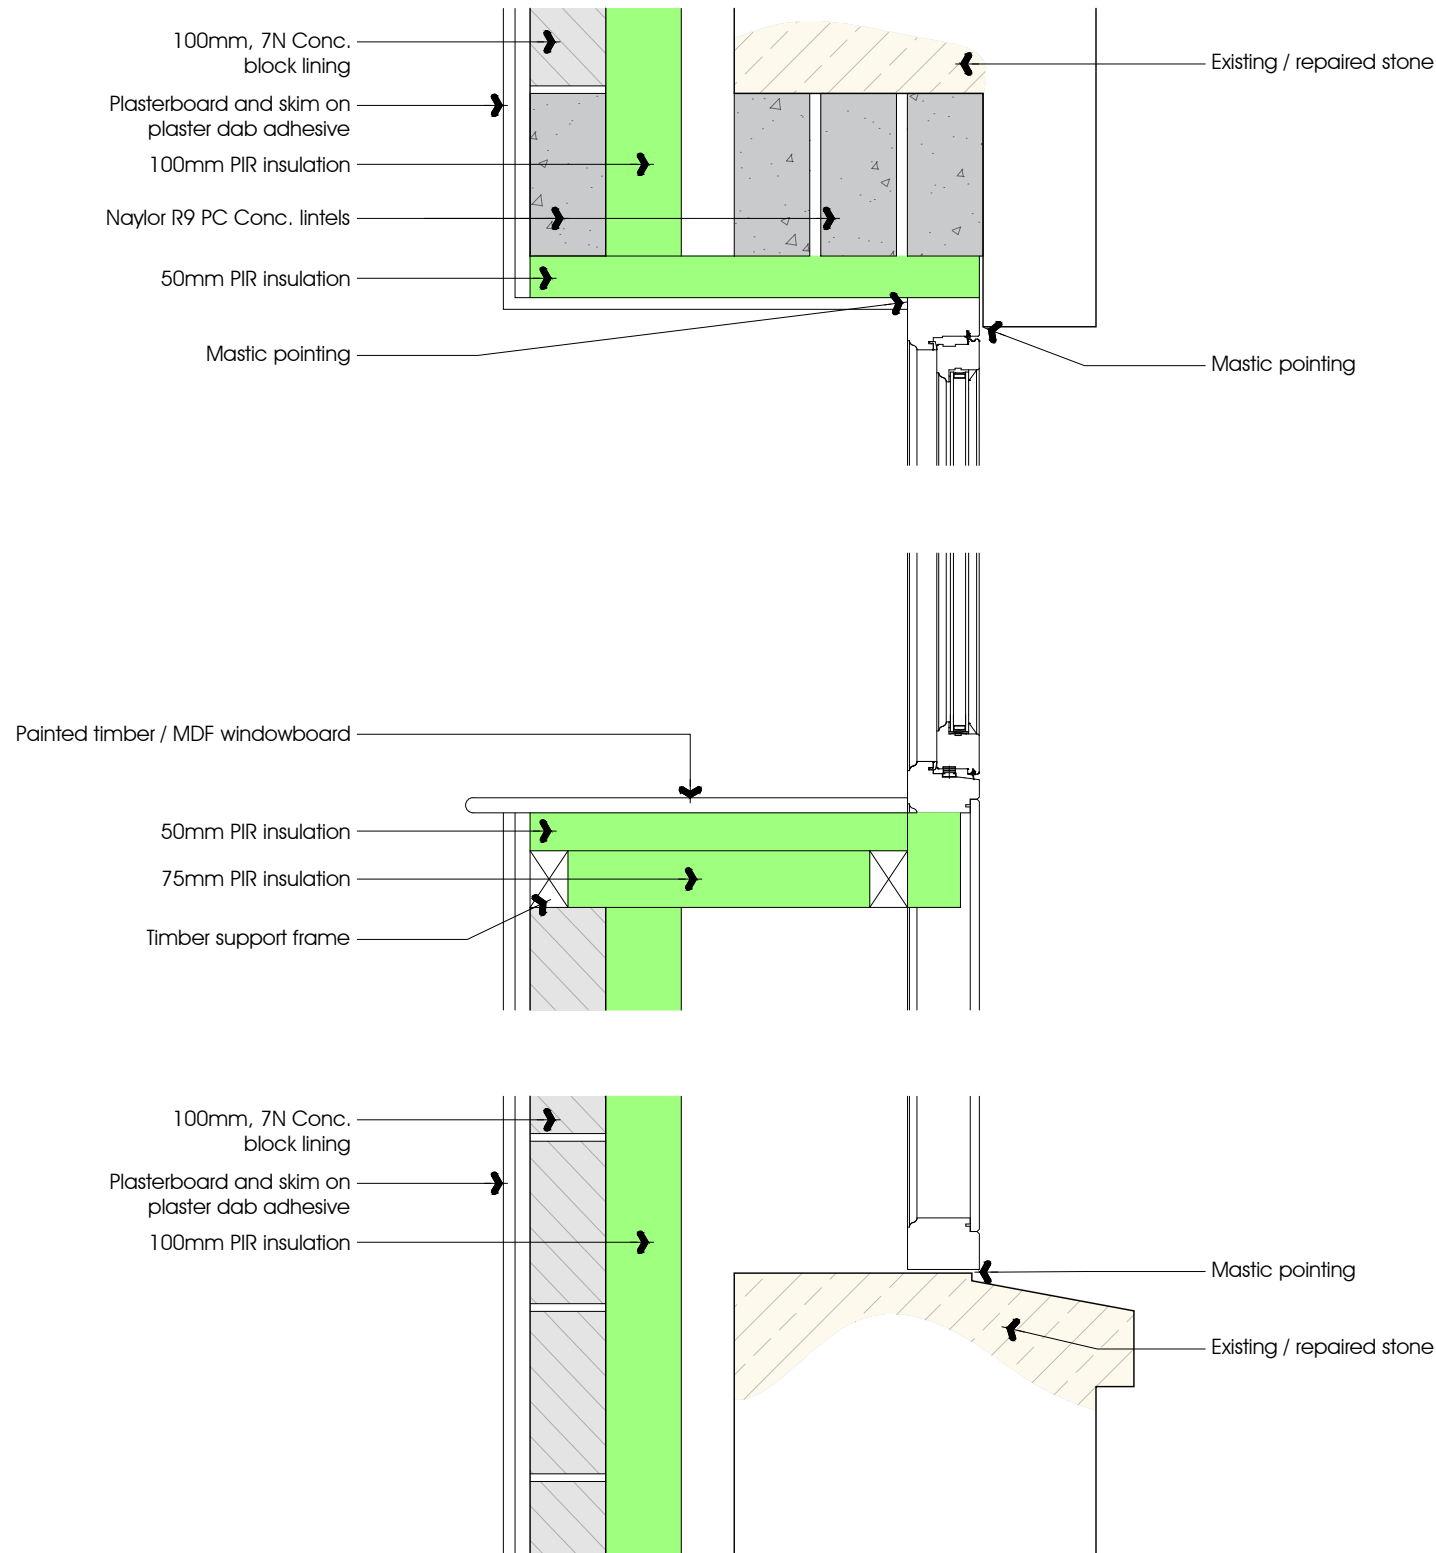 100mm, 7N Conc.
block lining
Existing / repaired stone
Plasterboard and skim on
plaster dab adhesive
100mm PIR insulation
Naylor R9 PC Conc. lintels
50mm PIR insulation
Mastic pointing
Mastic pointing
Painted timber / MDF windowboard
50mm PIR insulation
75mm PIR insulation
Timber support frame
100mm, 7N Conc.
block lining
Plasterboard and skim on
plaster dab adhesive
100mm PIR insulation
Mastic pointing
Existing / repaired stone